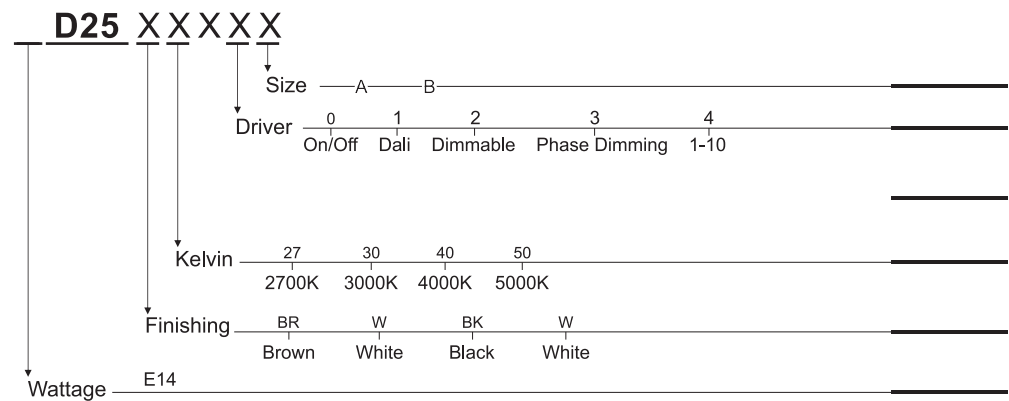 D25 X X X X X
Size A B
Driver 0 1 2 3 4
On/Off Dali Dimmable Phase Dimming 1-10
Kelvin 27 30 40 50
2700K 3000K 4000K 5000K
Finishing BR W BK W
Brown White Black White
Wattage E14